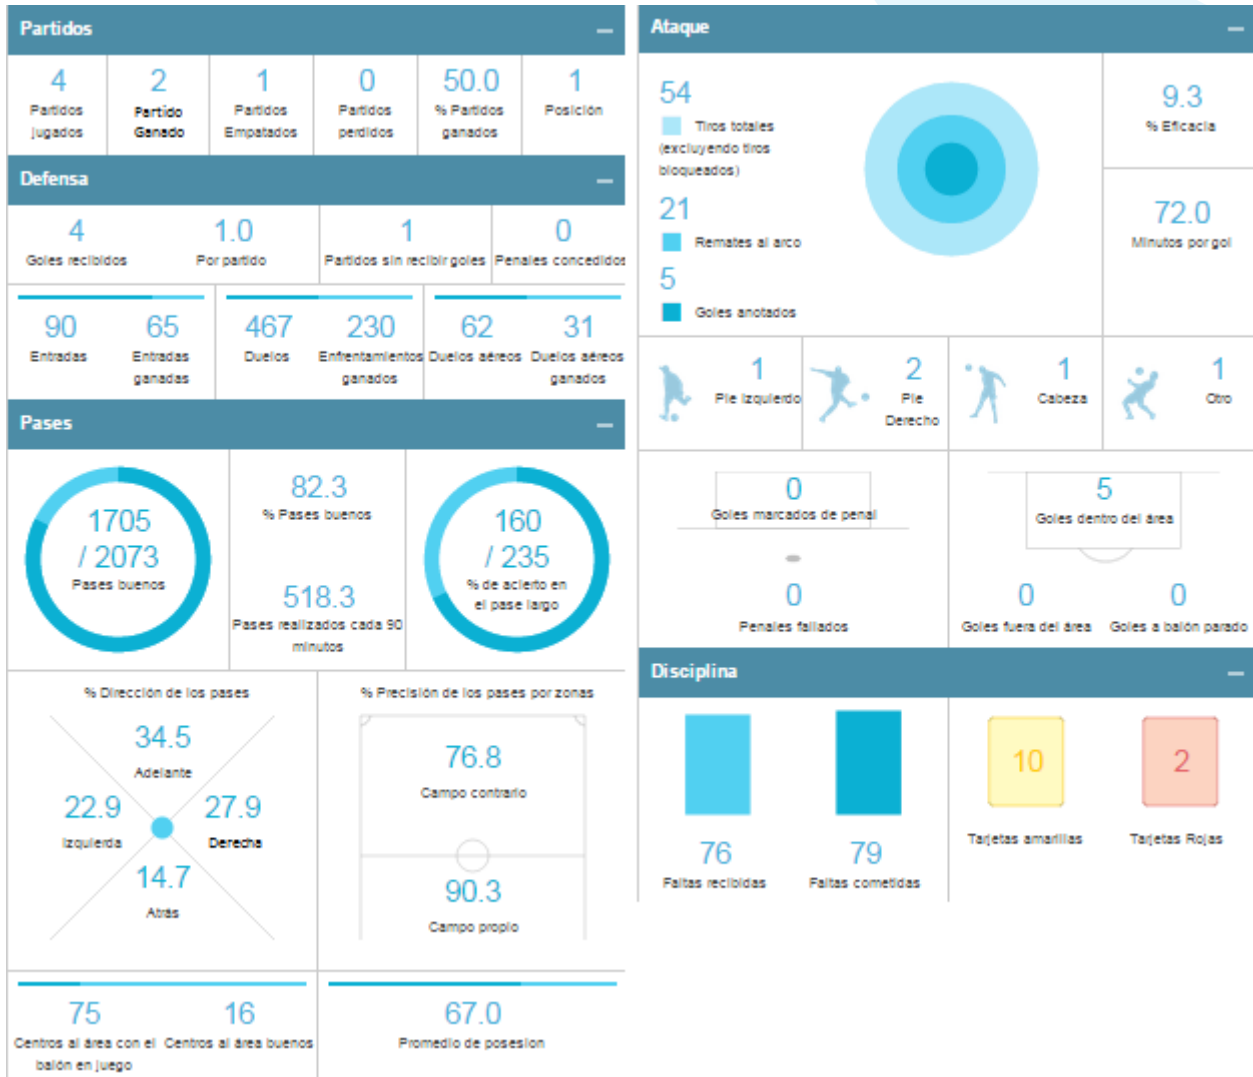 Partidos
4 2 1 0 50.0 1
Partidos Partido Partidos Partidos % Partidos Posición
jugados Ganado Empatados perdidos ganados
Defensa
4 1.0 1 0
Goles recibidos Por partido Partidos sin recibir goles Penales concedidos
90 65 467 230 62 31
Entradas Entradas Duelos Enfrentamientos Duelos aéreos Duelos aéreos
ganadas ganados ganados
Pases
1705
/ 2073
Pases buenos
82.3
% Pases buenos
518.3
Pases realizados cada 90
minutos
160
/ 235
% de acierto en
el pase largo
% Dirección de los pases
34.5
Adelante
22.9 27.9
Izquierda Derecha
14.7
Atrás
% Precisión de los pases por zonas
76.8
Campo contrario
90.3
Campo propio
75 16
Centros al área con el Centros al área buenos
balón en juego
67.0
Promedio de posesion
Ataque
54
Tiros totales
(excluyendo tiros
bloqueados)
21
Remates al arco
5
Goles anotados
9.3
% Eficacia
72.0
Minutos por gol
1 2 1 1
Pie Izquierdo Pie Cabeza Otro
Derecho
0
Goles marcados de penal
0
Penales fallados
5
Goles dentro del área
0 0
Goles fuera del área Goles a balón parado
Disciplina
76 79
Faltas recibidas Faltas cometidas
10 2
Tarjetas amarillas Tarjetas Rojas